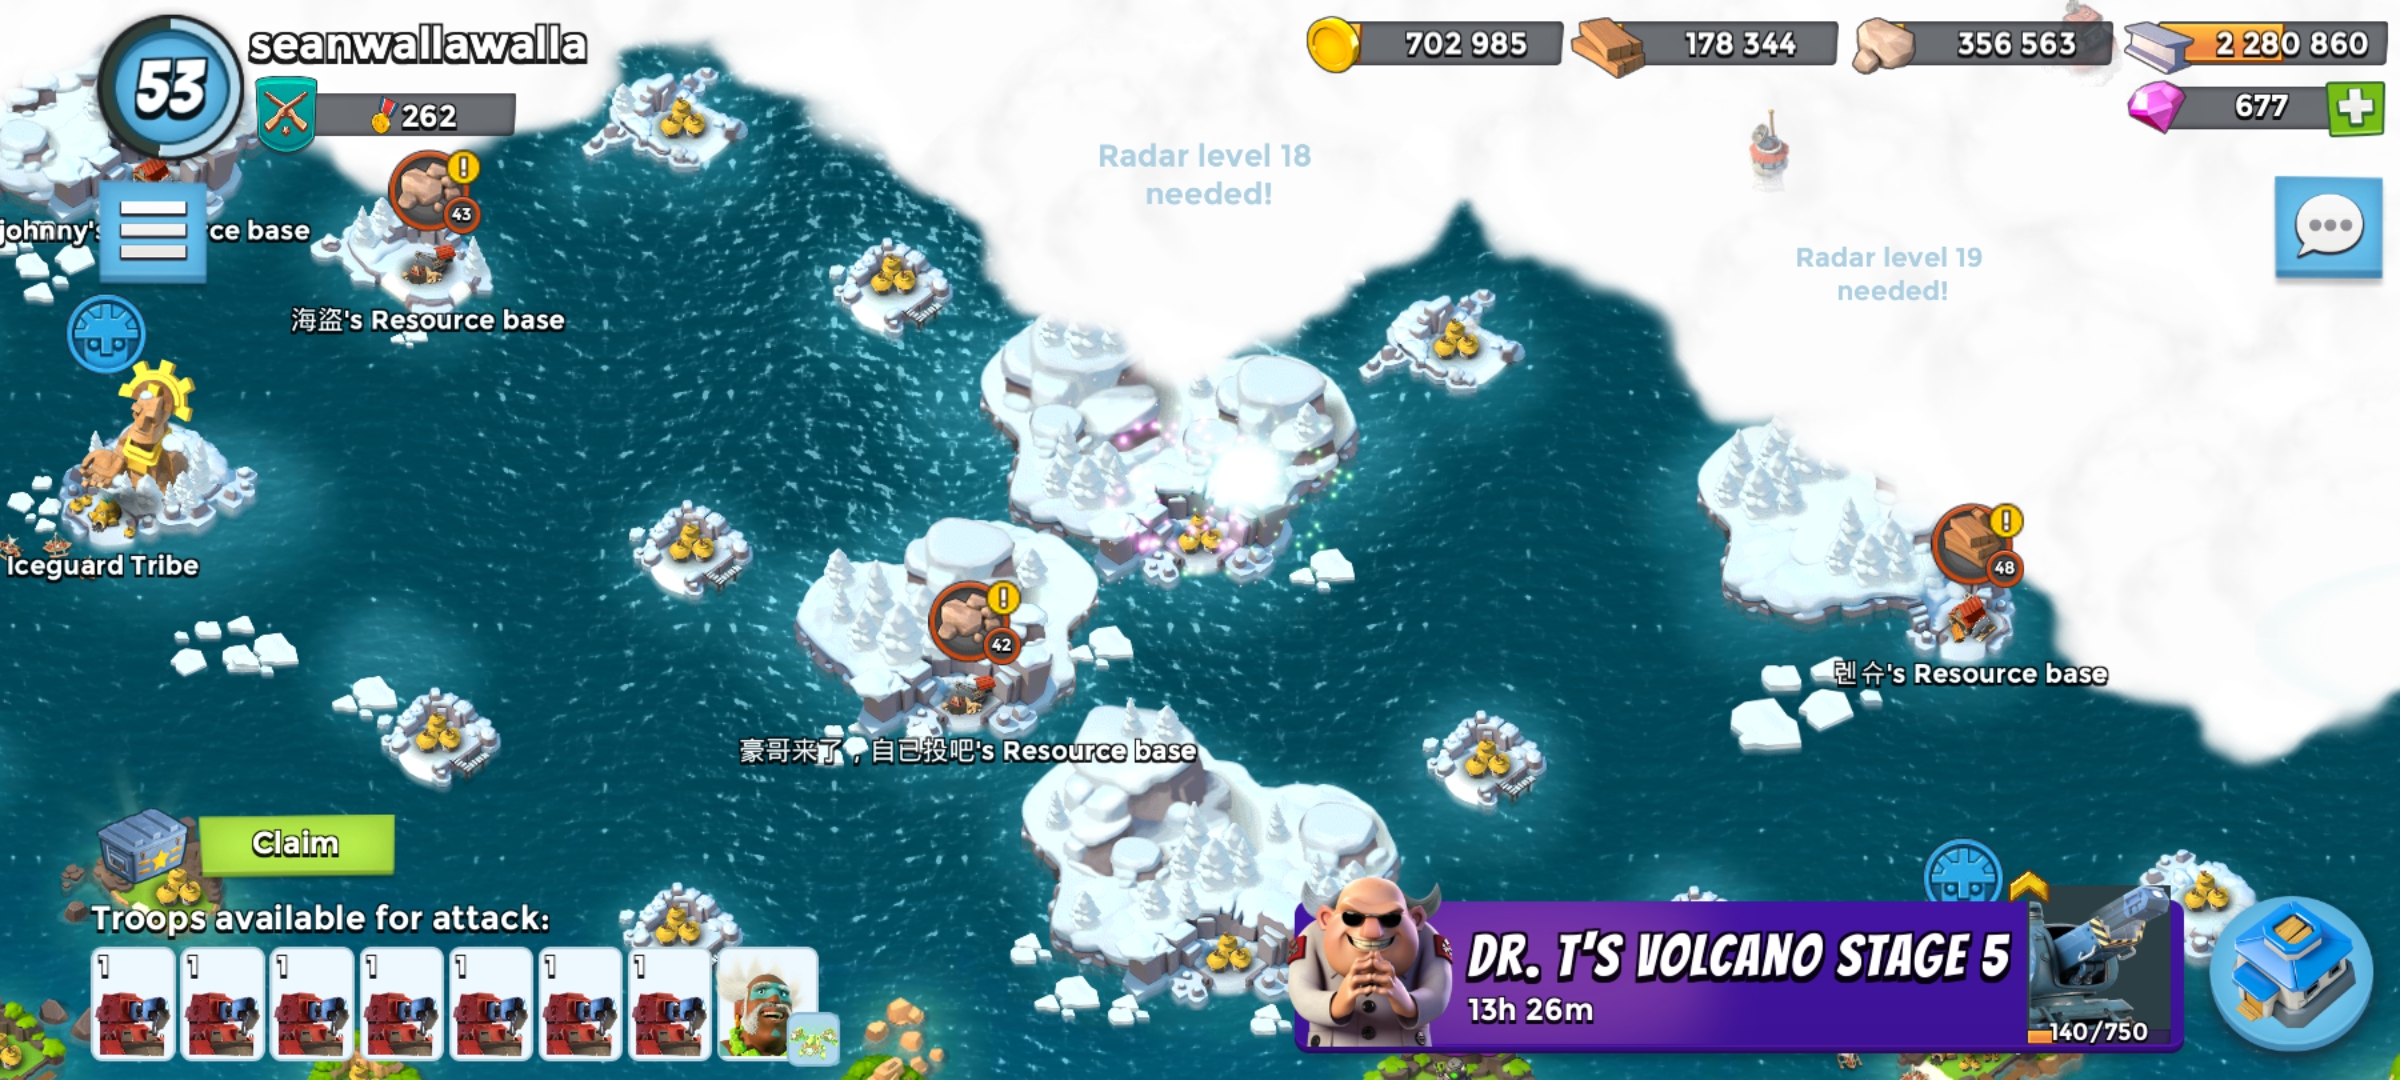 53
seanwallawalla
262
702 985
178 344
356 563
2 280 860
677
Radar level 18
needed!
Radar level 19
needed!
43
johnny's
ce base
海盗's Resource base
Iceguard Tribe
48
렌슈's Resource base
42
豪哥来了，自已投吧's Resource base
Claim
Troops available for attack:
1 1 1 1 1 1 1
DR. T'S VOLCANO STAGE 5
13h 26m
140/750